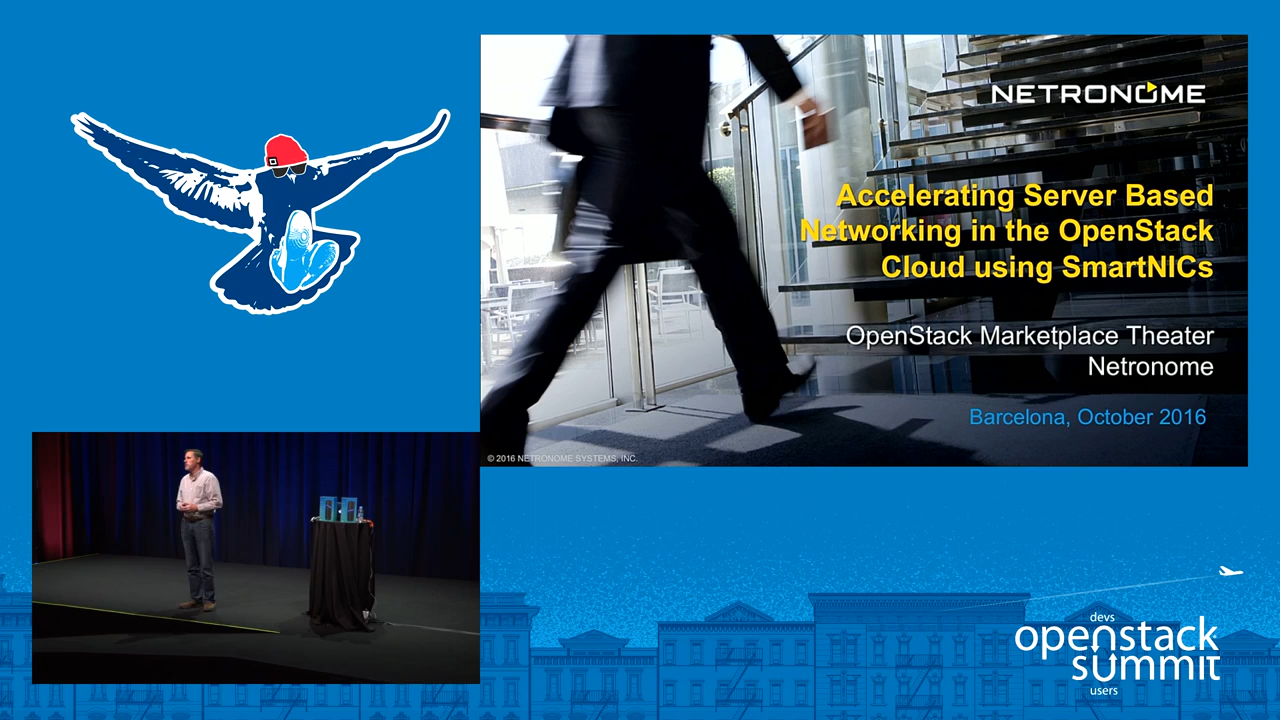 NETRONOME
Accelerating Server Based
Networking in the OpenStack
Cloud using SmartNICs
OpenStack Marketplace Theater
Netronome
Barcelona, October 2016
© 2016 NETRONOME SYSTEMS, INC.
devs
openstack
summit
users